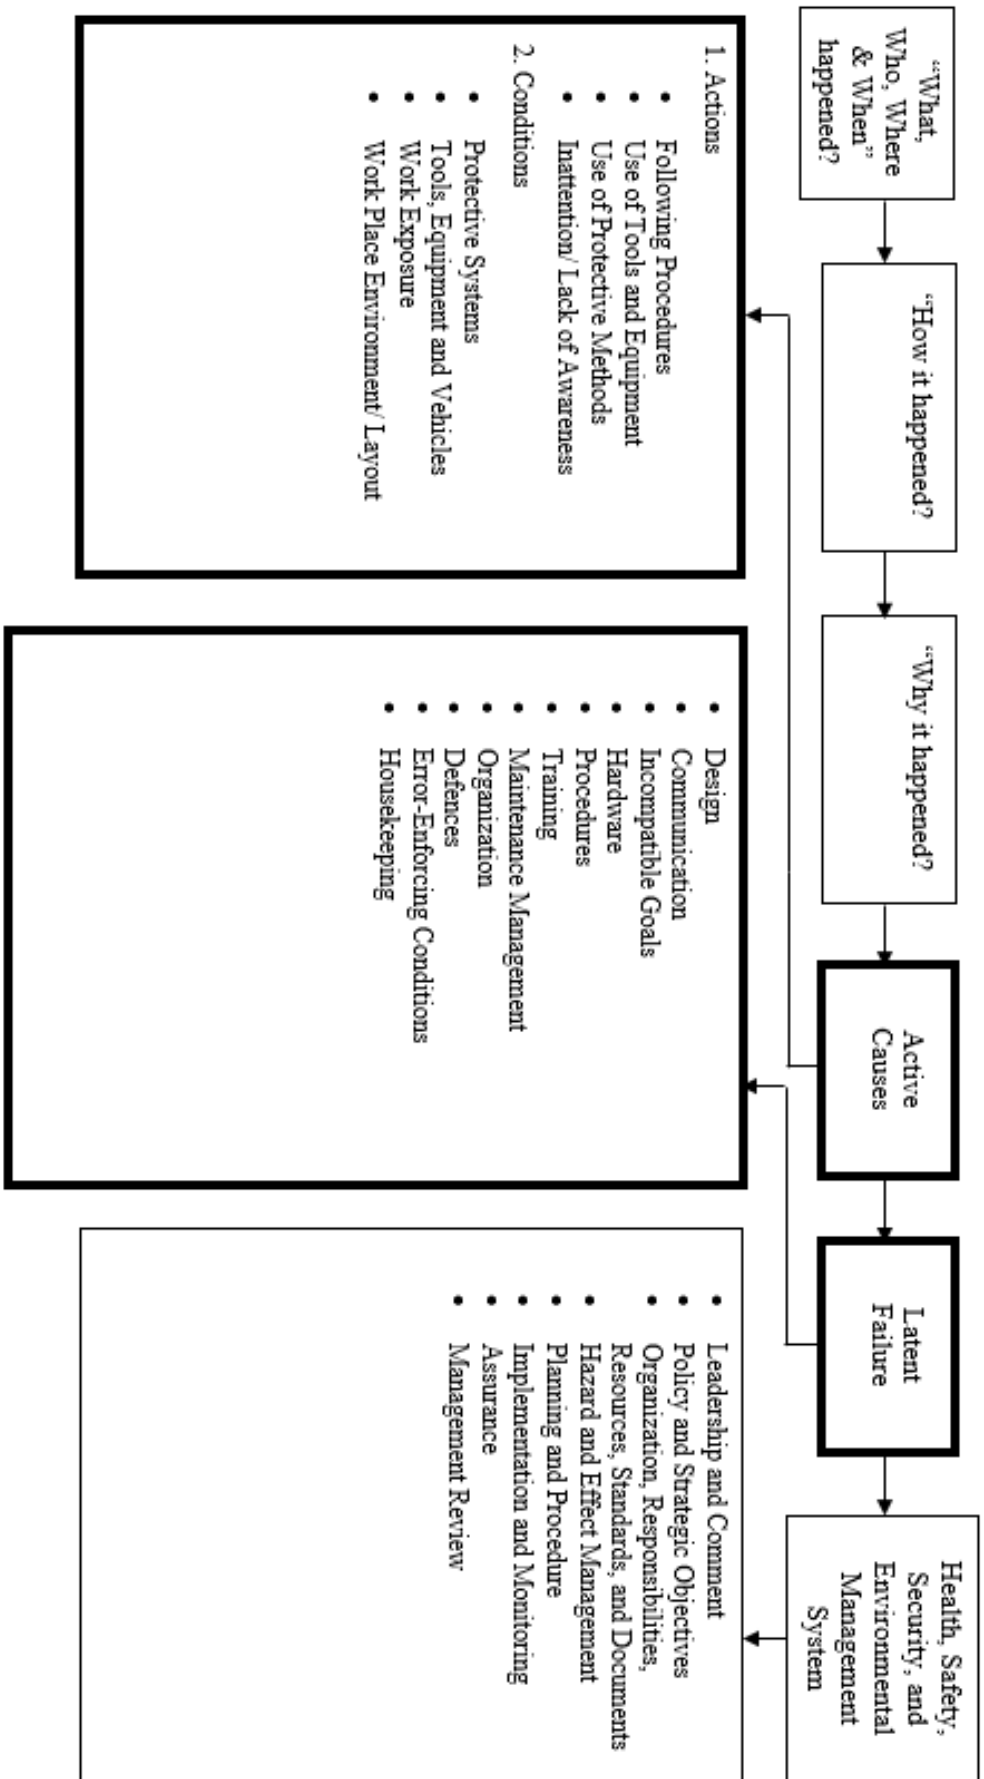 “What,
Who, Where
& When”
happened?
“How it happened?
“Why it happened?
Active
Causes
Latent
Failure
Health, Safety,
Security, and
Environmental
Management
System
1. Actions
• Following Procedures
• Use of Tools and Equipment
• Use of Protective Methods
• Inattention/ Lack of Awareness
2. Conditions
• Protective Systems
• Tools, Equipment and Vehicles
• Work Exposure
• Work Place Environment/ Layout
• Design
• Communication
• Incompatible Goals
• Hardware
• Procedures
• Training
• Maintenance Management
• Organization
• Defences
• Error-Enforcing Conditions
• Housekeeping
• Leadership and Comment
• Policy and Strategic Objectives
• Organization, Responsibilities,
Resources, Standards, and Documents
• Hazard and Effect Management
• Planning and Procedure
• Implementation and Monitoring
• Assurance
• Management Review